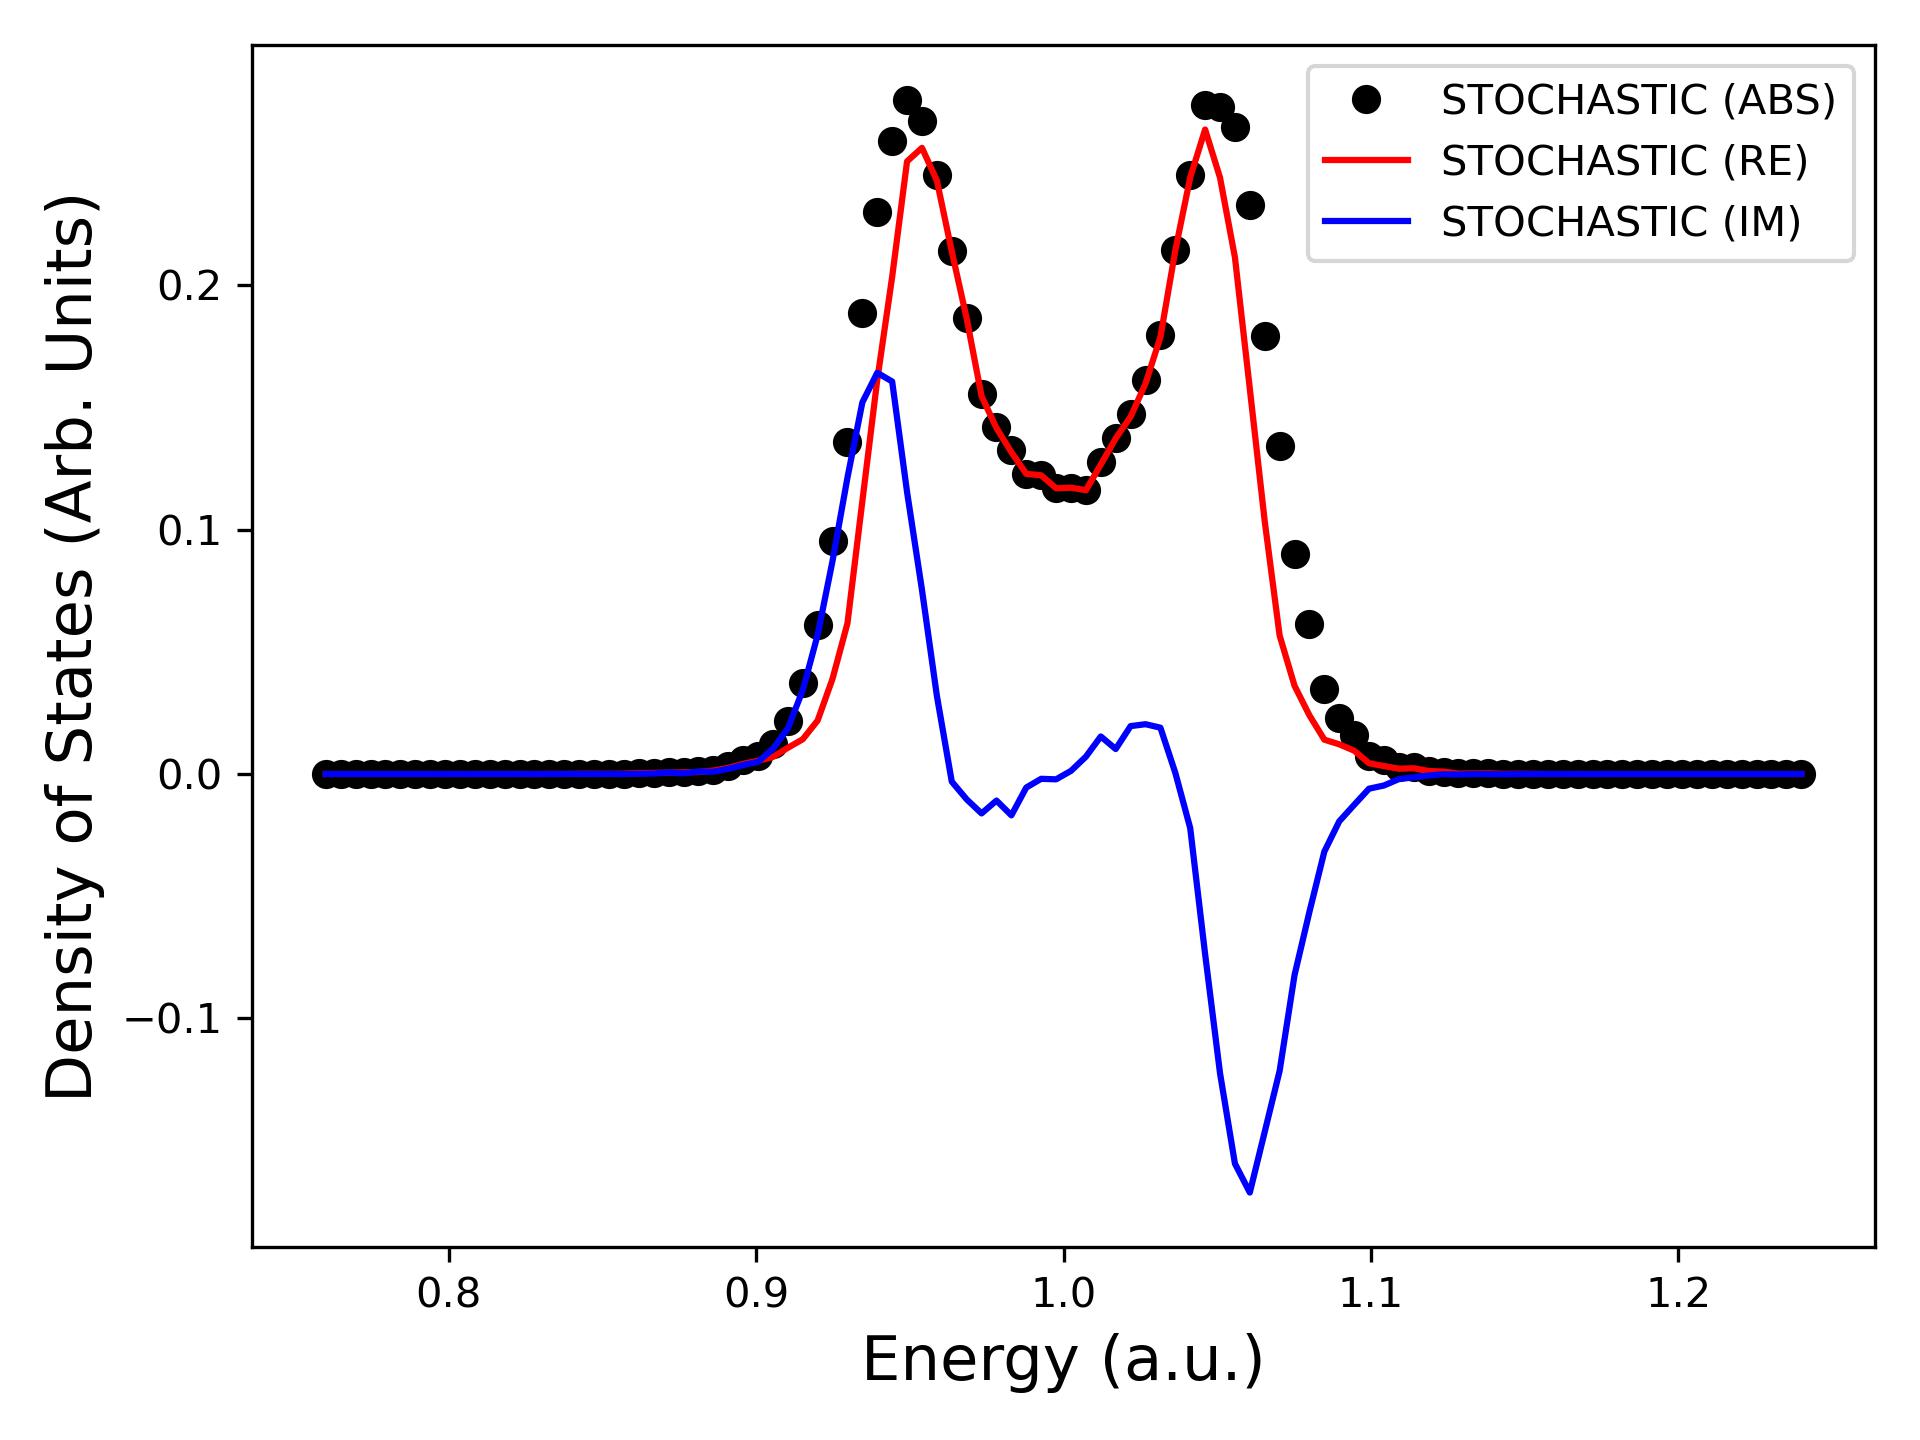 STOCHASTIC (ABS)
STOCHASTIC (RE)
STOCHASTIC (IM)
Density of States (Arb. Units)
0.2
0.1
0.0
−0.1
0.8 0.9 1.0 1.1 1.2
Energy (a.u.)